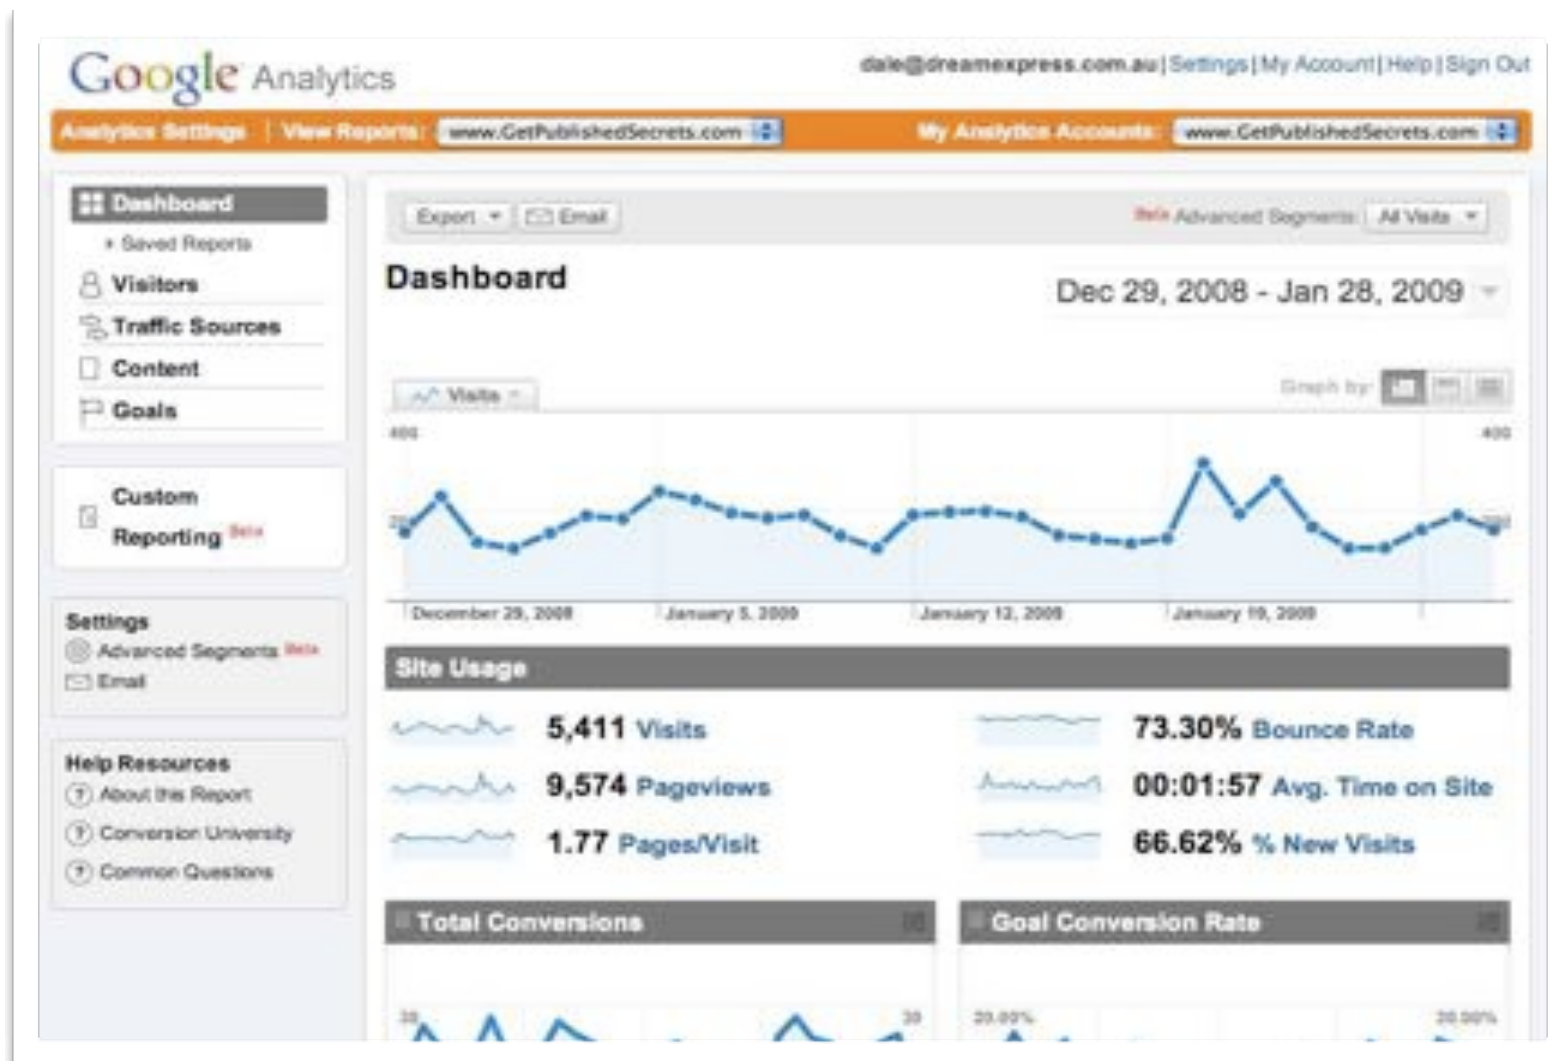 Google Analytics
dale@dreamexpress.com.au | Settings | My Account | Help | Sign Out
Analytics Settings | View Reports: www.GetPublishedSecrets.com
My Analytics Accounts: www.GetPublishedSecrets.com
Dashboard
Saved Reports
Visitors
Traffic Sources
Content
Goals
Custom
Reporting Beta
Settings
Advanced Segments Beta
Email
Help Resources
About this Report
Conversion University
Common Questions
Export
Email
Beta Advanced Segments: All Visits
Dashboard
Dec 29, 2008 - Jan 28, 2009
Visits
Graph by:
400
400
200
December 29, 2008
January 5, 2009
January 12, 2009
January 19, 2009
Site Usage
5,411 Visits
73.30% Bounce Rate
9,574 Pageviews
00:01:57 Avg. Time on Site
1.77 Pages/Visit
66.62% % New Visits
Total Conversions
Goal Conversion Rate
30
30
20.00%
20.00%